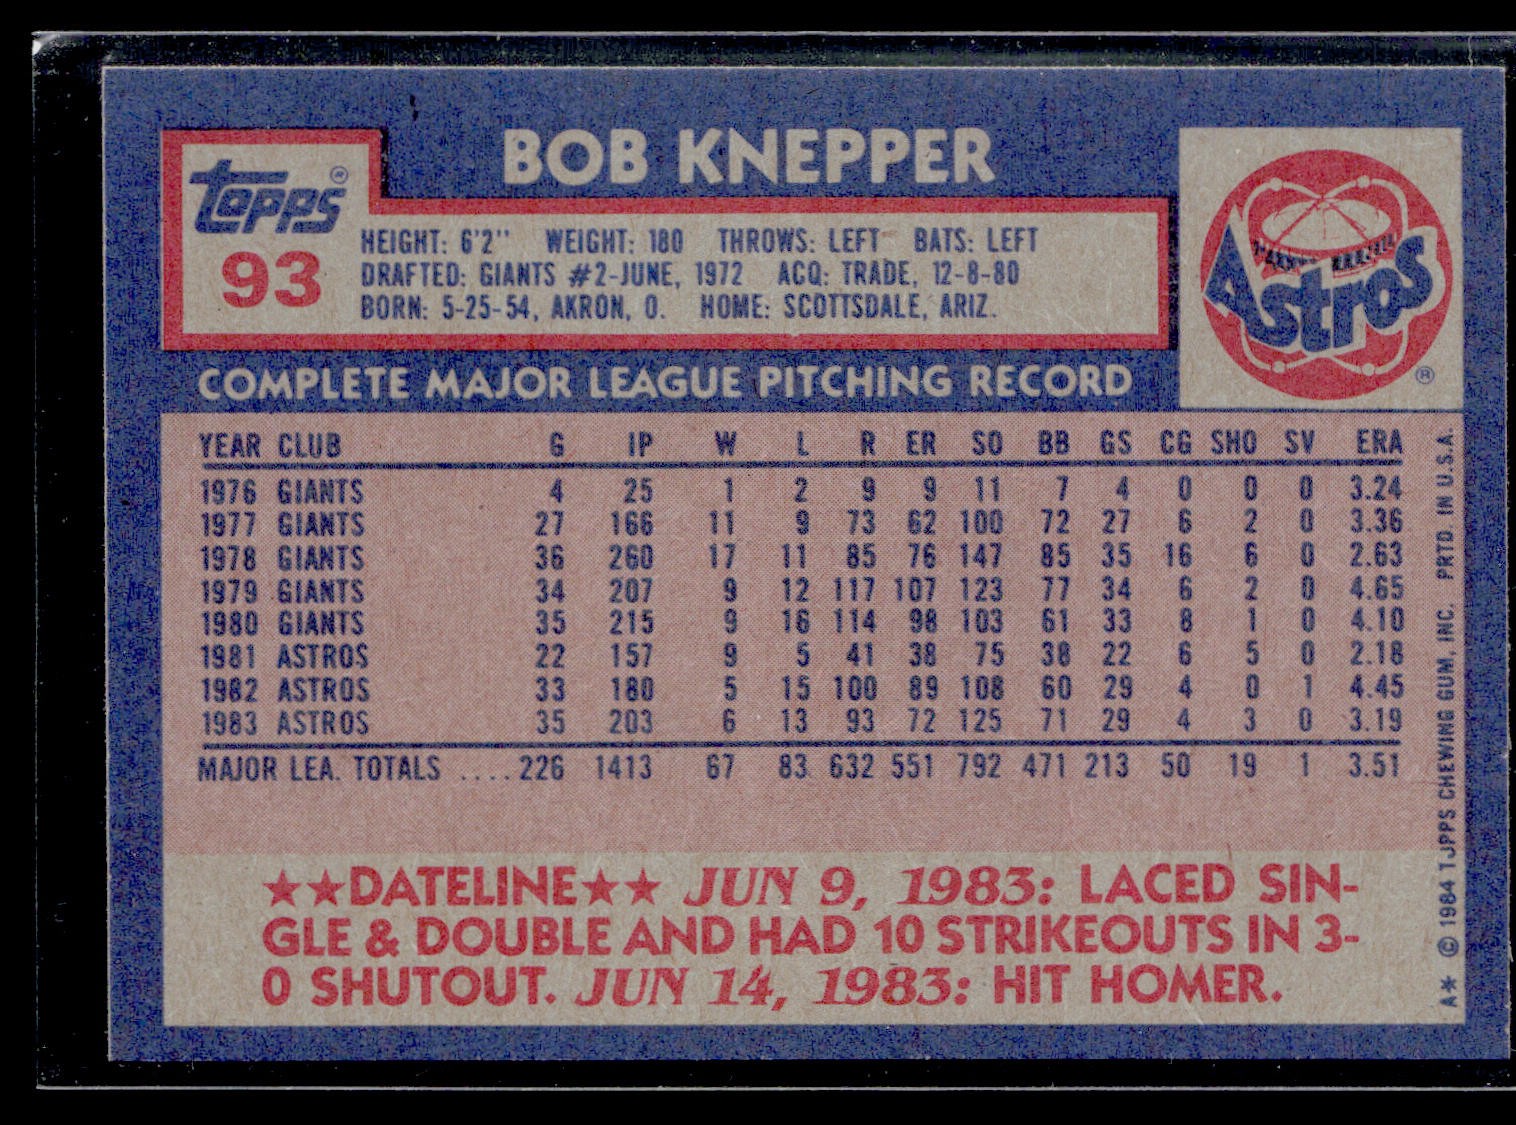 BOB KNEPPER
Topps®
93
HEIGHT: 6'2" WEIGHT: 180 THROWS: LEFT BATS: LEFT
DRAFTED: GIANTS #2-JUNE, 1972 ACQ: TRADE, 12-8-80
BORN: 5-25-54, AKRON, O. HOME: SCOTTSDALE, ARIZ.
Astros
®
COMPLETE MAJOR LEAGUE PITCHING RECORD
YEAR CLUB G IP W L R ER SO BB GS CG SHO SV ERA
1976 GIANTS 4 25 1 2 9 9 11 7 4 0 0 0 3.24
1977 GIANTS 27 166 11 9 73 62 100 72 27 6 2 0 3.36
1978 GIANTS 36 260 17 11 85 76 147 85 35 16 6 0 2.63
1979 GIANTS 34 207 9 12 117 107 123 77 34 6 2 0 4.65
1980 GIANTS 35 215 9 16 114 98 103 61 33 8 1 0 4.10
1981 ASTROS 22 157 9 5 41 38 75 38 22 6 5 0 2.18
1982 ASTROS 33 180 5 15 100 89 108 60 29 4 0 1 4.45
1983 ASTROS 35 203 6 13 93 72 125 71 29 4 3 0 3.19
MAJOR LEA. TOTALS ....226 1413 67 83 632 551 792 471 213 50 19 1 3.51
★★DATELINE★★ JUN 9, 1983: LACED SIN-
GLE & DOUBLE AND HAD 10 STRIKEOUTS IN 3-
0 SHUTOUT. JUN 14, 1983: HIT HOMER.
A* © 1984 TOPPS CHEWING GUM, INC. PRTD. IN U.S.A.